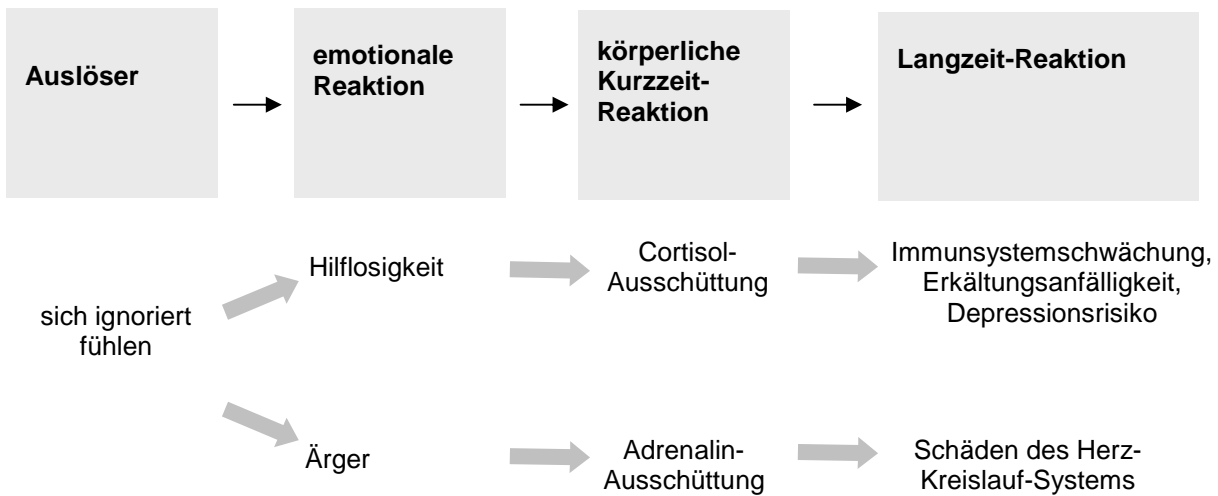 Auslöser
emotionale
Reaktion
körperliche
Kurzzeit-
Reaktion
Langzeit-Reaktion
sich ignoriert
fühlen
Hilflosigkeit
Cortisol-
Ausschüttung
Immunsystemschwächung,
Erkältungsanfälligkeit,
Depressionsrisiko
Ärger
Adrenalin-
Ausschüttung
Schäden des Herz-
Kreislauf-Systems